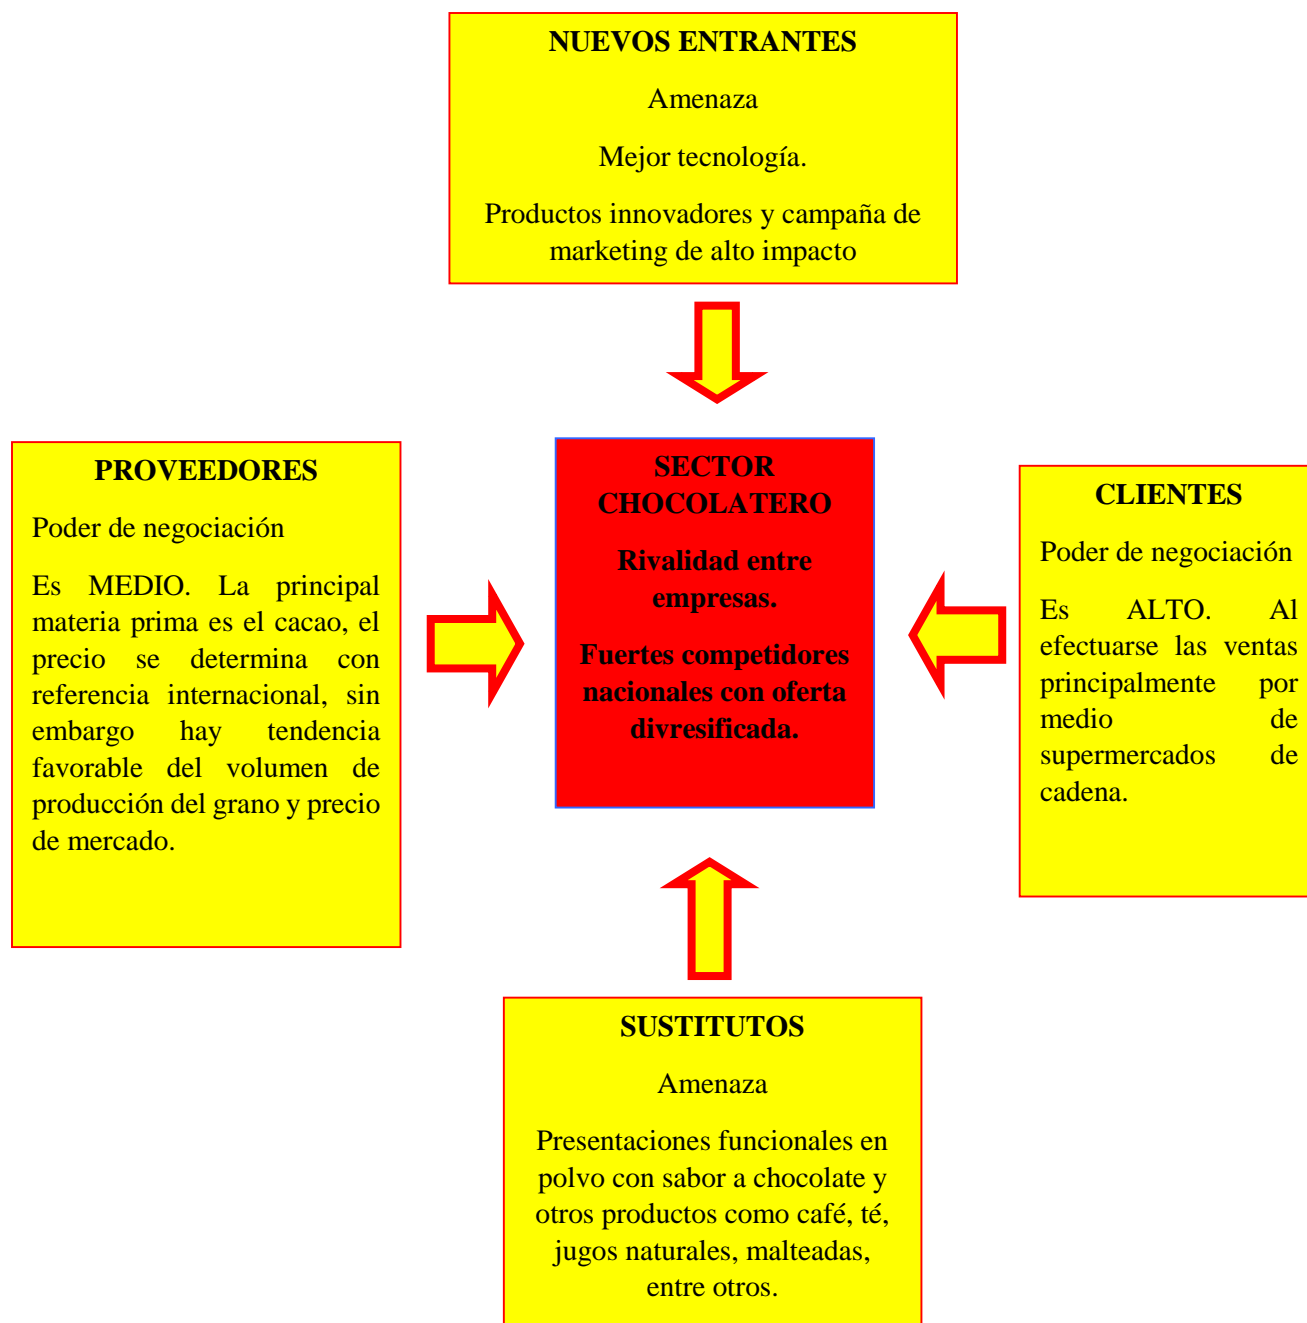 NUEVOS ENTRANTES
Amenaza
Mejor tecnología.
Productos innovadores y campaña de
marketing de alto impacto
PROVEEDORES
Poder de negociación
Es MEDIO. La principal
materia prima es el cacao, el
precio se determina con
referencia internacional, sin
embargo hay tendencia
favorable del volumen de
producción del grano y precio
de mercado.
SECTOR
CHOCOLATERO
Rivalidad entre
empresas.
Fuertes competidores
nacionales con oferta
divresificada.
CLIENTES
Poder de negociación
Es ALTO. Al
efectuarse las ventas
principalmente por
medio de
supermercados de
cadena.
SUSTITUTOS
Amenaza
Presentaciones funcionales en
polvo con sabor a chocolate y
otros productos como café, té,
jugos naturales, malteadas,
entre otros.